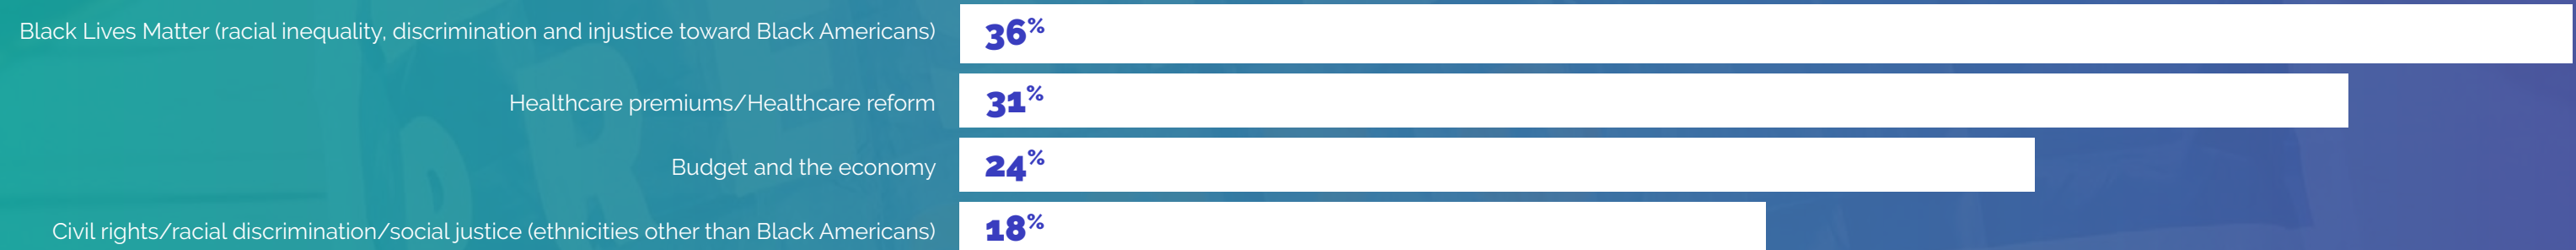 Black Lives Matter (racial inequality, discrimination and injustice toward Black Americans) 36%
Healthcare premiums/Healthcare reform 31%
Budget and the economy 24%
Civil rights/racial discrimination/social justice (ethnicities other than Black Americans) 18%